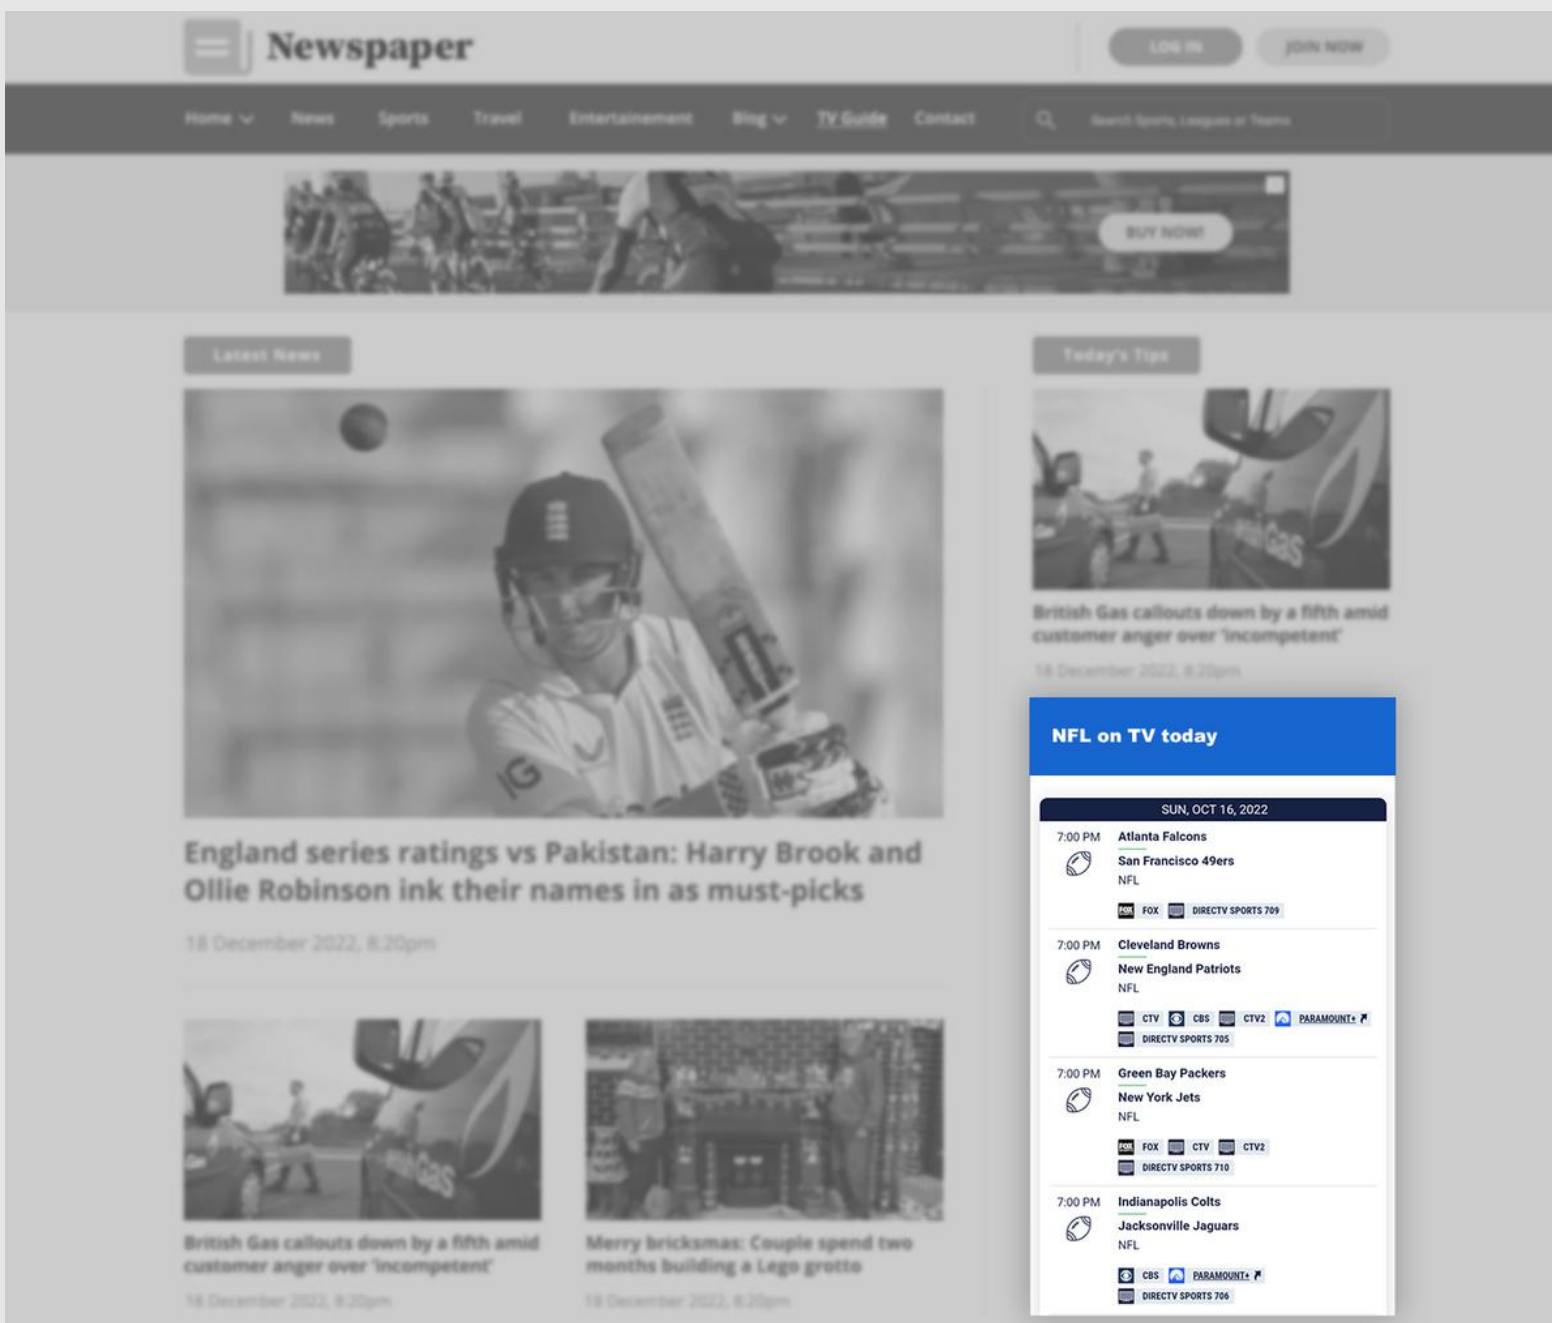 Newspaper
LOG IN
JOIN NOW
Home
News
Sports
Travel
Entertainement
Blog
TV Guide
Contact
Search Sports, Leagues or Teams
BUY NOW!
Latest News
England series ratings vs Pakistan: Harry Brook and
Ollie Robinson ink their names in as must-picks
18 December 2022, 8:20pm
British Gas callouts down by a fifth amid
customer anger over 'incompetent'
18 December 2022, 8:20pm
Merry bricksmas: Couple spend two
months building a Lego grotto
18 December 2022, 8:20pm
Today's Tips
British Gas callouts down by a fifth amid
customer anger over 'incompetent'
18 December 2022, 8:20pm
NFL on TV today
SUN, OCT 16, 2022
7:00 PM Atlanta Falcons
San Francisco 49ers
NFL
FOX FOX DIRECTV SPORTS 709
7:00 PM Cleveland Browns
New England Patriots
NFL
CTV CBS CTV2 PARAMOUNT+
DIRECTV SPORTS 705
7:00 PM Green Bay Packers
New York Jets
NFL
FOX FOX CTV CTV2
DIRECTV SPORTS 710
7:00 PM Indianapolis Colts
Jacksonville Jaguars
NFL
CBS PARAMOUNT+
DIRECTV SPORTS 706